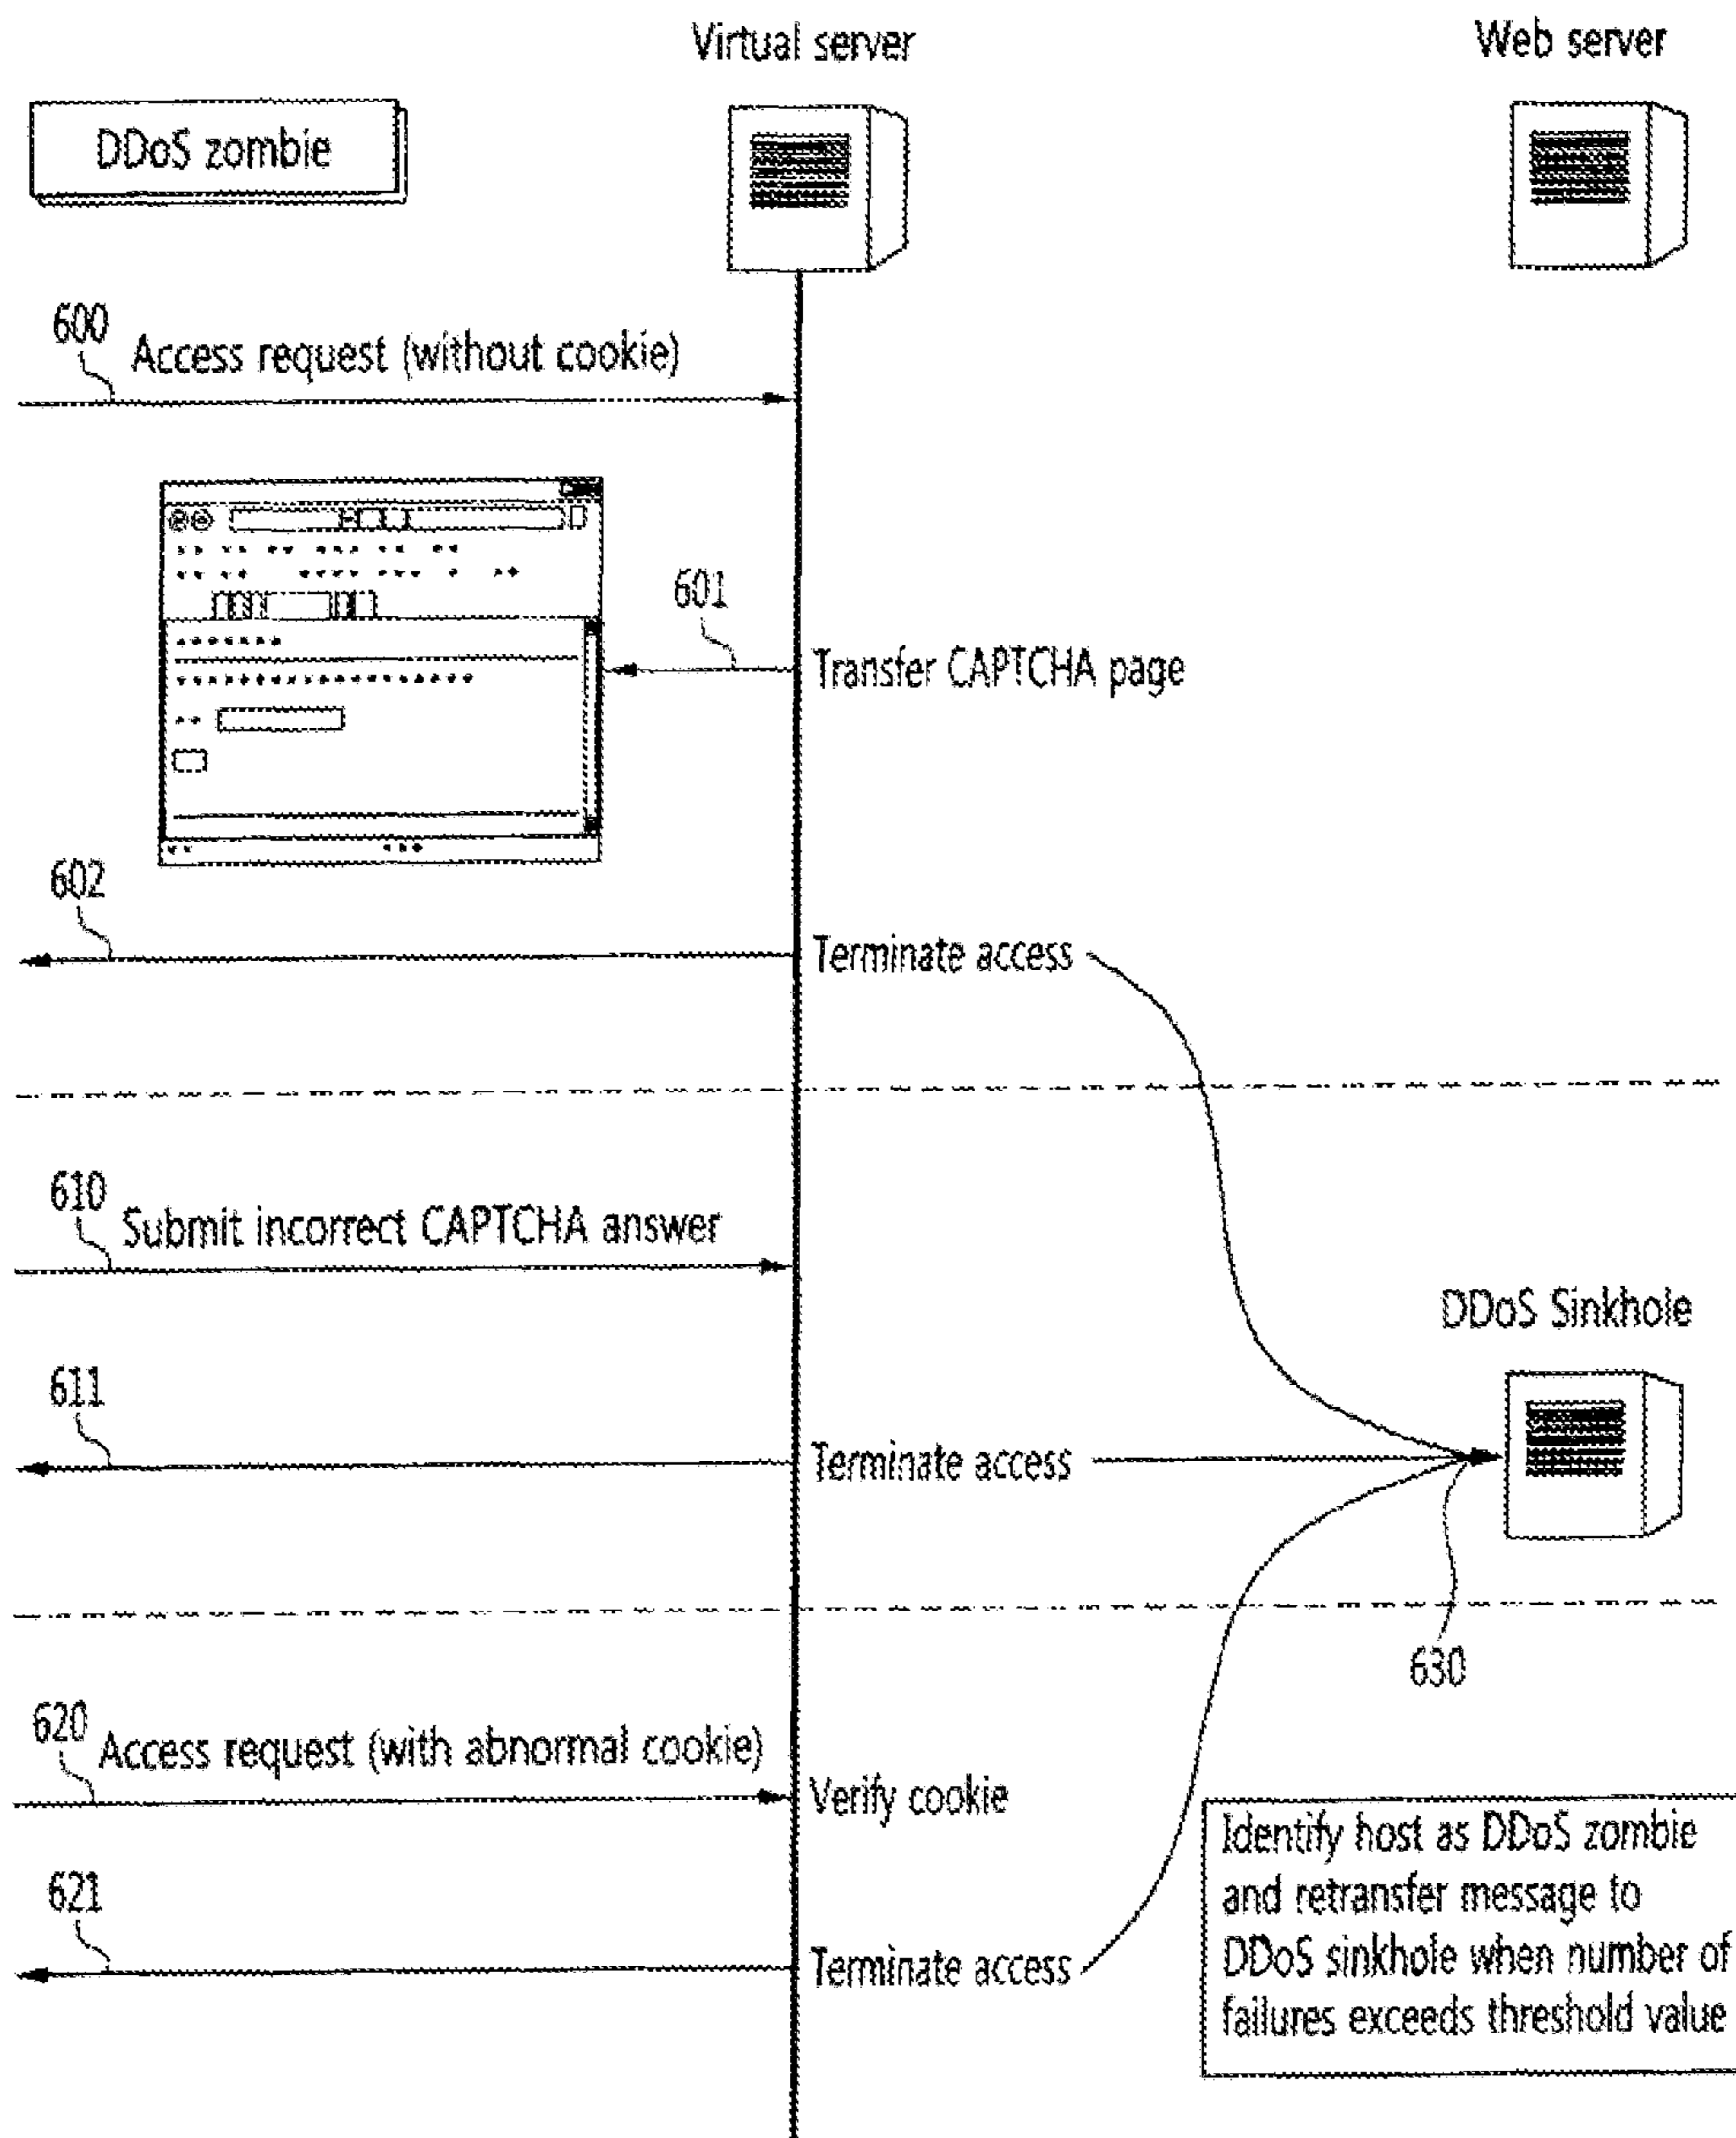 Virtual server
Web server
DDoS zombie
600
Access request (without cookie)
601
Transfer CAPTCHA page
602
Terminate access
610
Submit incorrect CAPTCHA answer
DDoS Sinkhole
611
Terminate access
630
620
Access request (with abnormal cookie)
Verify cookie
Identify host as DDoS zombie
and retransfer message to
DDoS sinkhole when number of
failures exceeds threshold value
621
Terminate access